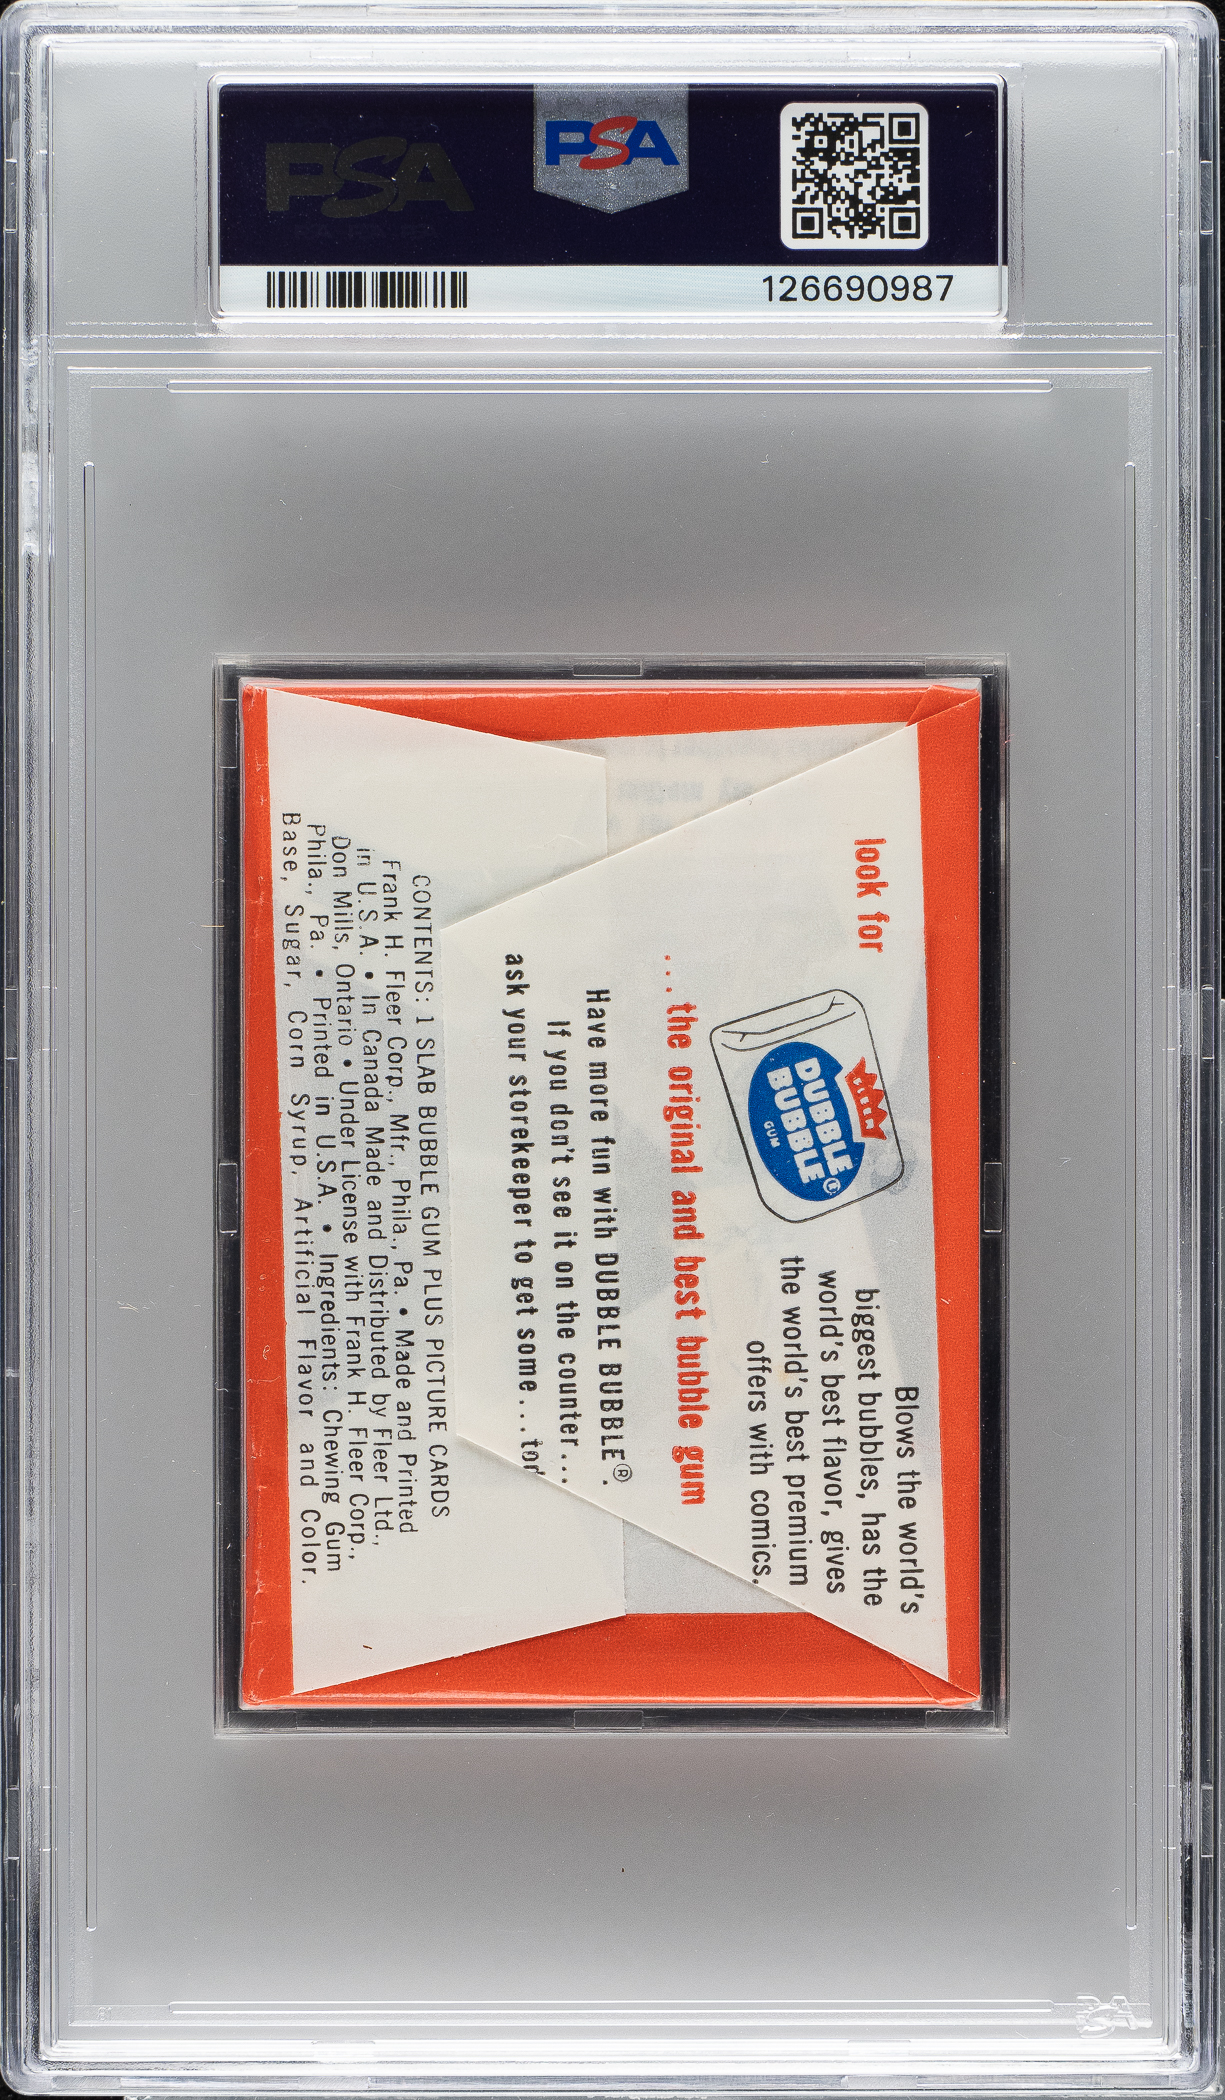 PSA
PSA
126690987
look for
DUBBLE
BUBBLE®
GUM
Blows the world's
biggest bubbles, has the
world's best flavor, gives
the world's best premium
offers with comics.
...the original and best bubble gum
Have more fun with DUBBLE BUBBLE®.
If you don't see it on the counter...
ask your storekeeper to get some...
CONTENTS: 1 SLAB BUBBLE GUM PLUS PICTURE CARDS
Frank H. Fleer Corp., Mfr., Phila., Pa. • Made and Printed
in U.S.A. • In Canada Made and Distributed by Fleer Ltd.,
Don Mills, Ontario • Under License with Frank H. Fleer Corp.,
Phila., Pa. • Printed in U.S.A. • Ingredients: Chewing Gum
Base, Sugar, Corn Syrup, Artificial Flavor and Color.